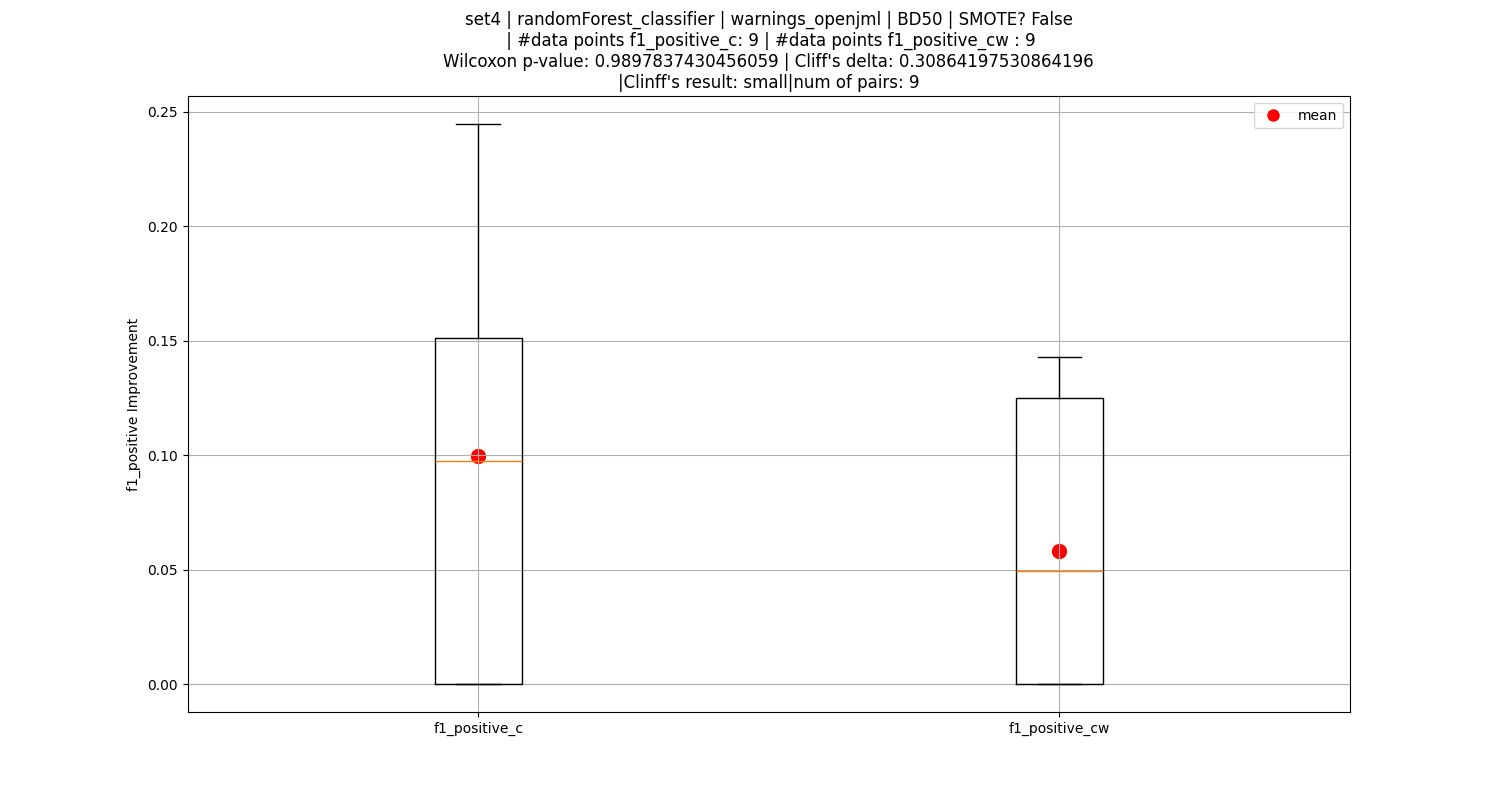 set4 | randomForest_classifier | warnings_openjml | BD50 | SMOTE? False
| #data points f1_positive_c: 9 | #data points f1_positive_cw : 9
Wilcoxon p-value: 0.9897837430456059 | Cliff's delta: 0.30864197530864196
|Clinff's result: small|num of pairs: 9
mean
0.25
0.20
0.15
0.10
0.05
0.00
f1_positive Improvement
f1_positive_c
f1_positive_cw